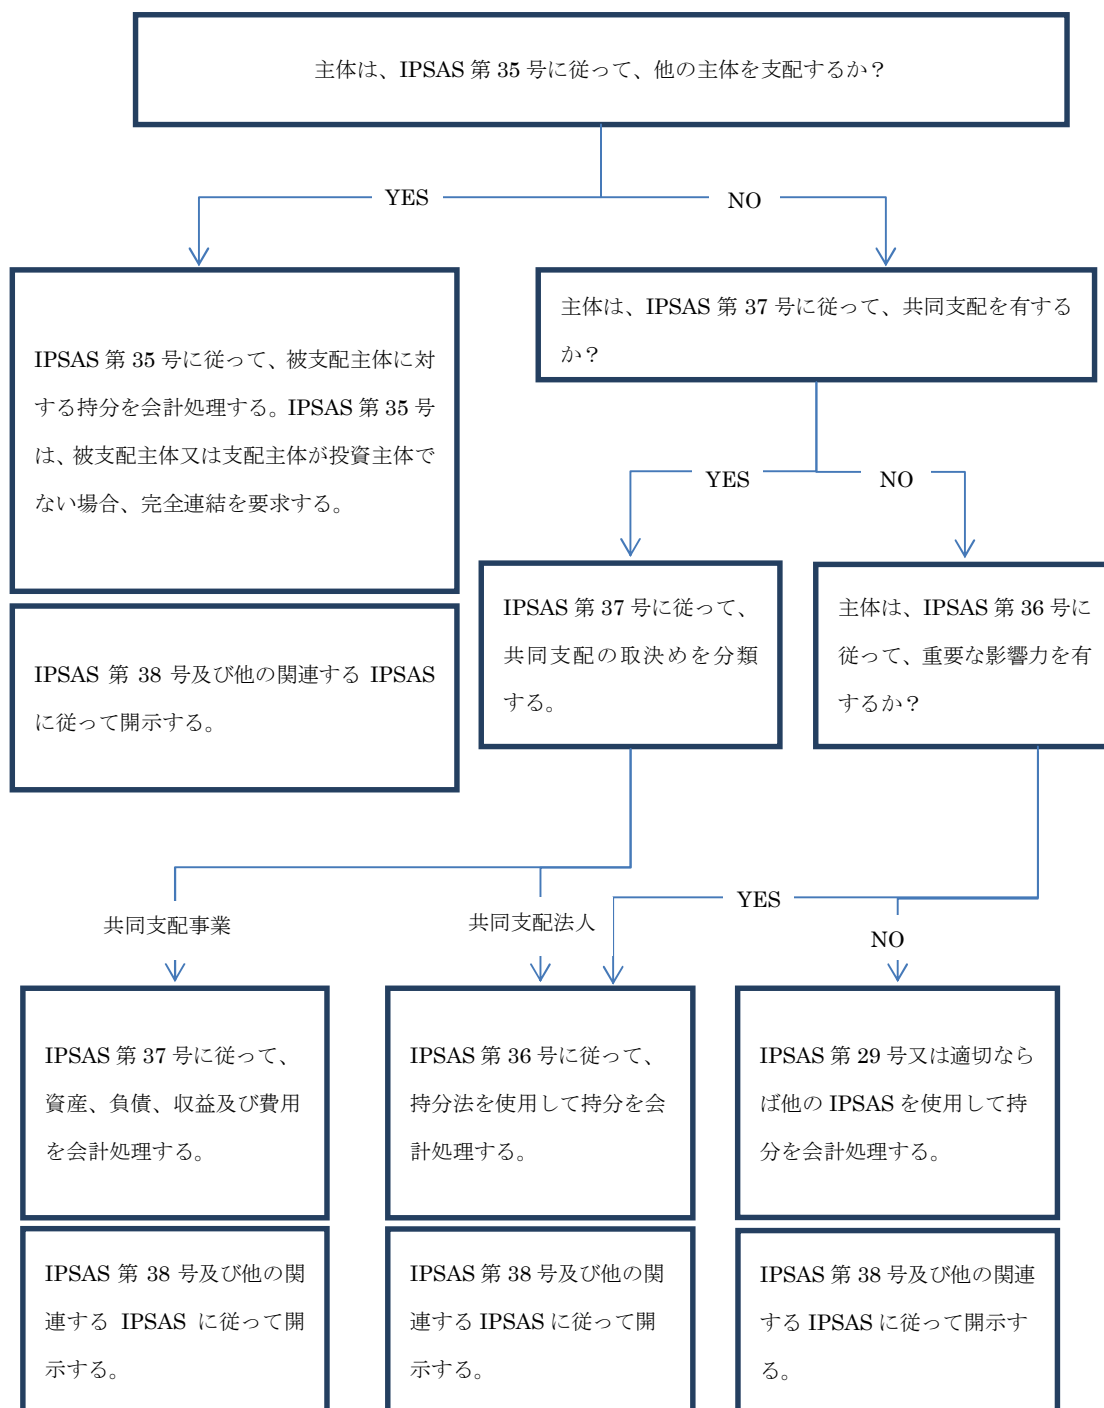 主体は、IPSAS 第 35 号に従って、他の主体を支配するか？
YES
NO
IPSAS 第 35 号に従って、被支配主体に対
する持分を会計処理する。IPSAS 第 35 号
は、被支配主体又は支配主体が投資主体で
ない場合、完全連結を要求する。
主体は、IPSAS 第 37 号に従って、共同支配を有する
か？
YES
NO
IPSAS 第 38 号及び他の関連する IPSAS
に従って開示する。
IPSAS 第 37 号に従って、
共同支配の取決めを分類
する。
主体は、IPSAS 第 36 号に
従って、重要な影響力を有
するか？
共同支配事業
共同支配法人
YES
NO
IPSAS 第 37 号に従って、
資産、負債、収益及び費用
を会計処理する。
IPSAS 第 36 号に従って、
持分法を使用して持分を会
計処理する。
IPSAS 第 29 号又は適切なら
ば他の IPSAS を使用して持
分を会計処理する。
IPSAS 第 38 号及び他の関
連する IPSAS に従って開
示する。
IPSAS 第 38 号及び他の関
連する IPSAS に従って開
示する。
IPSAS 第 38 号及び他の関連
する IPSAS に従って開示す
る。